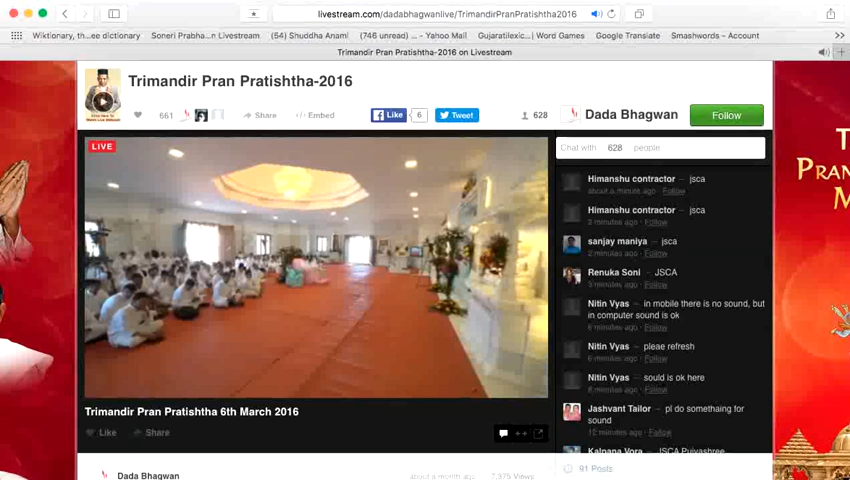 livestream.com/dadabhagwanlive/TrimandirPranPratishtha2016
Wiktionary, th...ee dictionary
Soneri Prabha...n Livestream
(54) Shuddha Anami
(746 unread) ... - Yahoo Mail
Gujaratilexic...| Word Games
Google Translate
Smashwords – Account
Trimandir Pran Pratishtha-2016 on Livestream
Trimandir Pran Pratishtha-2016
661
Share
</> Embed
Like
6
Tweet
628
Dada Bhagwan
Follow
LIVE
Chat with 628 people
Himanshu contractor – jsca
about a minute ago · Follow
Himanshu contractor – jsca
2 minutes ago · Follow
sanjay maniya – jsca
2 minutes ago · Follow
Renuka Soni – JSCA
3 minutes ago · Follow
Nitin Vyas – in mobile there is no sound, but
in computer sound is ok
6 minutes ago · Follow
Nitin Vyas – pleae refresh
6 minutes ago · Follow
Nitin Vyas – sould is ok here
8 minutes ago · Follow
Jashvant Tailor – pl do somethaing for
sound
12 minutes ago · Follow
Kalpana Vora – JSCA Pujyashree
91 Posts
Trimandir Pran Pratishtha 6th March 2016
Like
Share
Dada Bhagwan
about a month ago · 7,375 Views